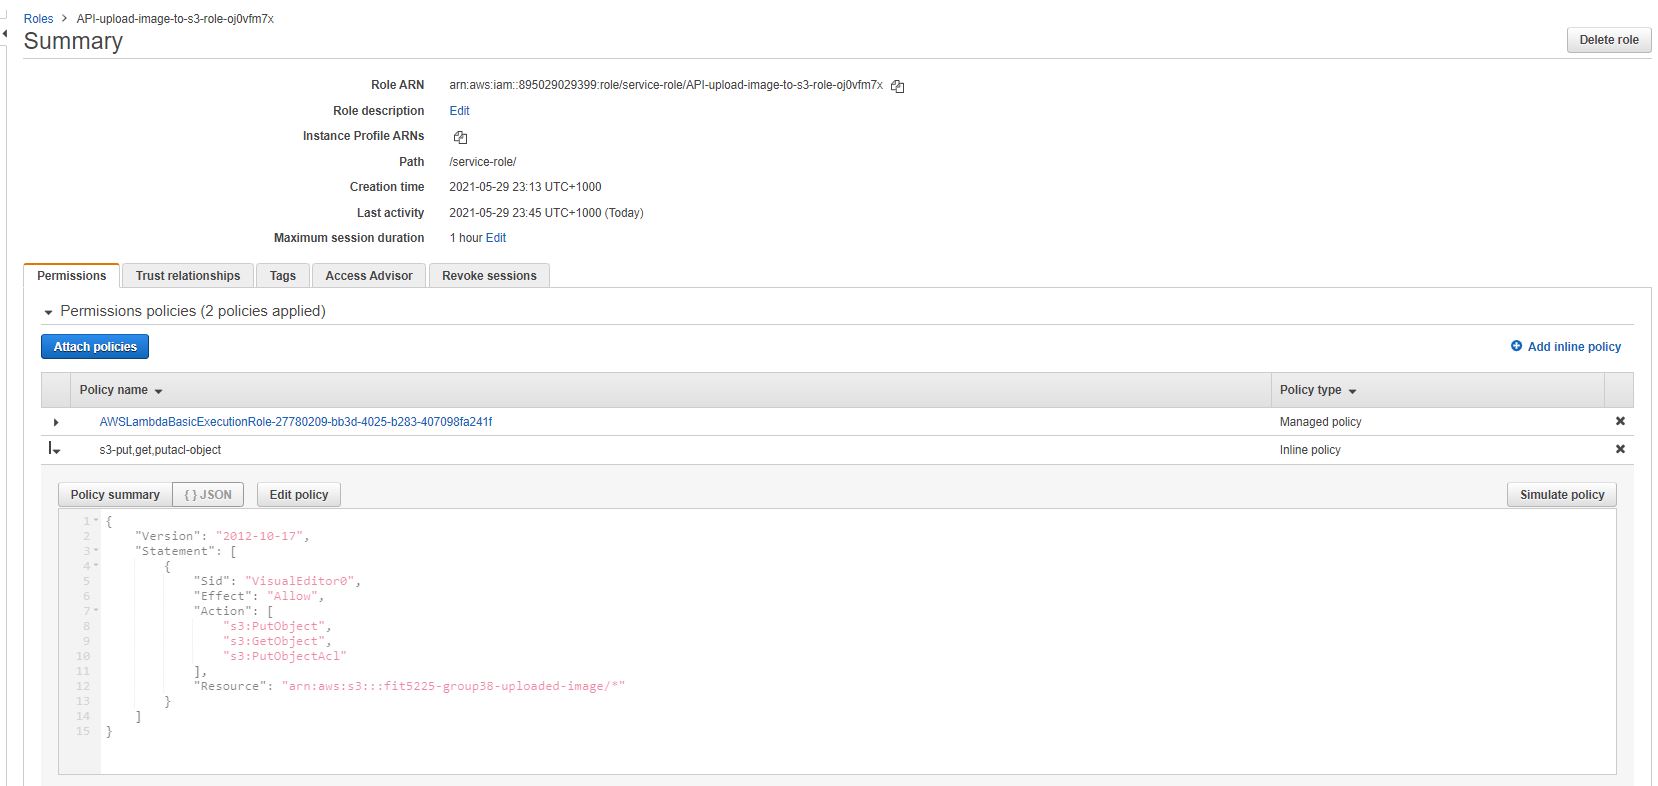 Roles > API-upload-image-to-s3-role-oj0vfm7x
Summary
Delete role
Role ARN arn:aws:iam::895029029399:role/service-role/API-upload-image-to-s3-role-oj0vfm7x
Role description Edit
Instance Profile ARNs
Path /service-role/
Creation time 2021-05-29 23:13 UTC+1000
Last activity 2021-05-29 23:45 UTC+1000 (Today)
Maximum session duration 1 hour Edit
Permissions Trust relationships Tags Access Advisor Revoke sessions
Permissions policies (2 policies applied)
Attach policies Add inline policy
Policy name Policy type
AWSLambdaBasicExecutionRole-27780209-bb3d-4025-b283-407098fa241f Managed policy
s3-put,get,putacl-object Inline policy
Policy summary { } JSON Edit policy Simulate policy
1 {
2 "Version": "2012-10-17",
3 "Statement": [
4 {
5 "Sid": "VisualEditor0",
6 "Effect": "Allow",
7 "Action": [
8 "s3:PutObject",
9 "s3:GetObject",
10 "s3:PutObjectAcl"
11 ],
12 "Resource": "arn:aws:s3:::fit5225-group38-uploaded-image/*"
13 }
14 ]
15 }